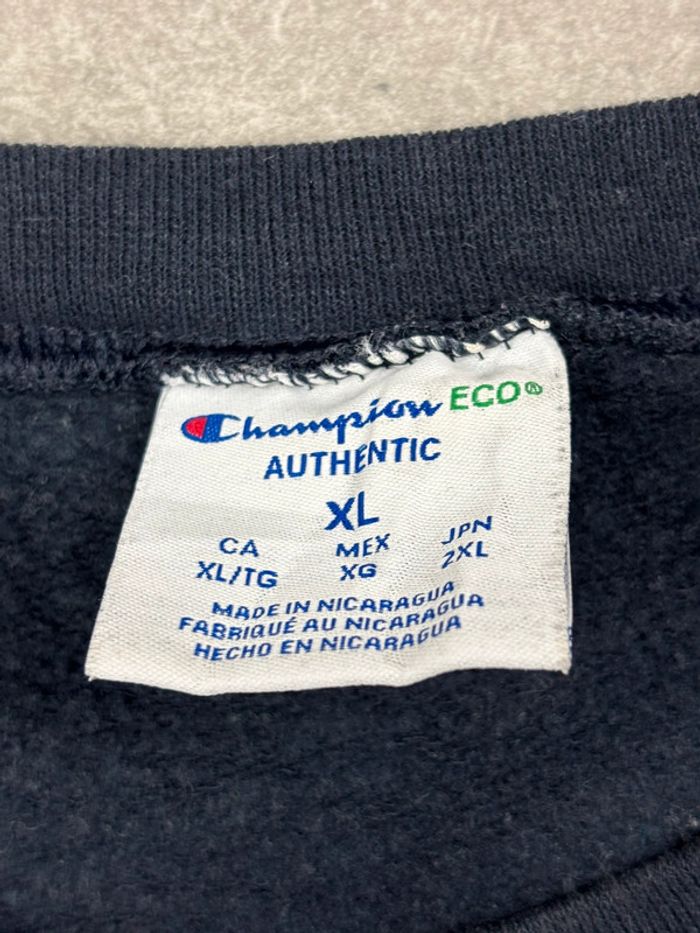 Champion ECO®
AUTHENTIC
XL
CA MEX JPN
XL/TG XG 2XL
MADE IN NICARAGUA
FABRIQUÉ AU NICARAGUA
HECHO EN NICARAGUA